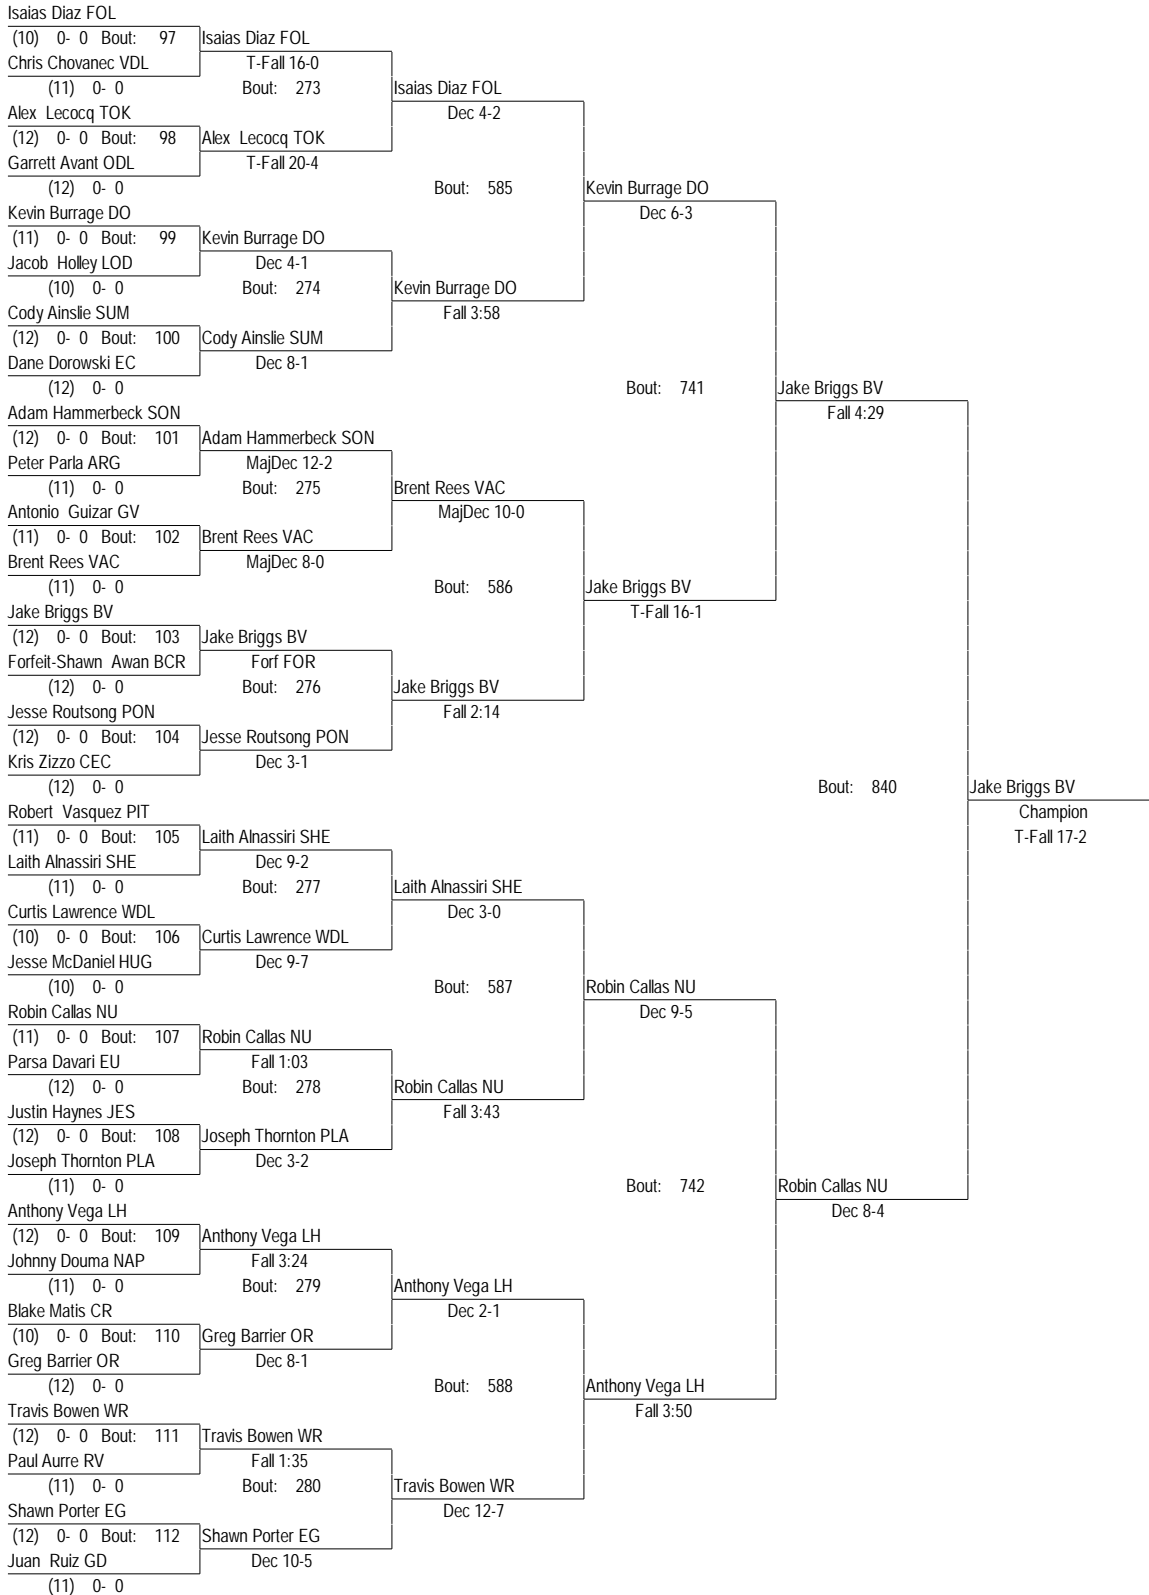 Isaias Diaz FOL
(10) 0- 0 Bout: 97 Isaias Diaz FOL
Chris Chovanec VDL T-Fall 16-0
(11) 0- 0 Bout: 273 Isaias Diaz FOL
Alex Lecocq TOK Dec 4-2
(12) 0- 0 Bout: 98 Alex Lecocq TOK
Garrett Avant ODL T-Fall 20-4
(12) 0- 0 Bout: 585 Kevin Burrage DO
Kevin Burrage DO Dec 6-3
(11) 0- 0 Bout: 99 Kevin Burrage DO
Jacob Holley LOD Dec 4-1
(10) 0- 0 Bout: 274 Kevin Burrage DO
Cody Ainslie SUM Fall 3:58
(12) 0- 0 Bout: 100 Cody Ainslie SUM
Dane Dorowski EC Dec 8-1
(12) 0- 0 Bout: 741 Jake Briggs BV
Adam Hammerbeck SON Fall 4:29
(12) 0- 0 Bout: 101 Adam Hammerbeck SON
Peter Parla ARG MajDec 12-2
(11) 0- 0 Bout: 275 Brent Rees VAC
Antonio Guizar GV MajDec 10-0
(11) 0- 0 Bout: 102 Brent Rees VAC
Brent Rees VAC MajDec 8-0
(11) 0- 0 Bout: 586 Jake Briggs BV
Jake Briggs BV T-Fall 16-1
(12) 0- 0 Bout: 103 Jake Briggs BV
Forfeit-Shawn Awan BCR Forf FOR
(12) 0- 0 Bout: 276 Jake Briggs BV
Jesse Routsong PON Fall 2:14
(12) 0- 0 Bout: 104 Jesse Routsong PON
Kris Zizzo CEC Dec 3-1
(12) 0- 0 Bout: 840 Jake Briggs BV
Robert Vasquez PIT Champion
(11) 0- 0 Bout: 105 Laith Alnassiri SHE T-Fall 17-2
Laith Alnassiri SHE Dec 9-2
(11) 0- 0 Bout: 277 Laith Alnassiri SHE
Curtis Lawrence WDL Dec 3-0
(10) 0- 0 Bout: 106 Curtis Lawrence WDL
Jesse McDaniel HUG Dec 9-7
(10) 0- 0 Bout: 587 Robin Callas NU
Robin Callas NU Dec 9-5
(11) 0- 0 Bout: 107 Robin Callas NU
Parsa Davari EU Fall 1:03
(12) 0- 0 Bout: 278 Robin Callas NU
Justin Haynes JES Fall 3:43
(12) 0- 0 Bout: 108 Joseph Thornton PLA
Joseph Thornton PLA Dec 3-2
(11) 0- 0 Bout: 742 Robin Callas NU
Anthony Vega LH Dec 8-4
(12) 0- 0 Bout: 109 Anthony Vega LH
Johnny Douma NAP Fall 3:24
(11) 0- 0 Bout: 279 Anthony Vega LH
Blake Matis CR Dec 2-1
(10) 0- 0 Bout: 110 Greg Barrier OR
Greg Barrier OR Dec 8-1
(12) 0- 0 Bout: 588 Anthony Vega LH
Travis Bowen WR Fall 3:50
(12) 0- 0 Bout: 111 Travis Bowen WR
Paul Aurre RV Fall 1:35
(11) 0- 0 Bout: 280 Travis Bowen WR
Shawn Porter EG Dec 12-7
(12) 0- 0 Bout: 112 Shawn Porter EG
Juan Ruiz GD Dec 10-5
(11) 0- 0